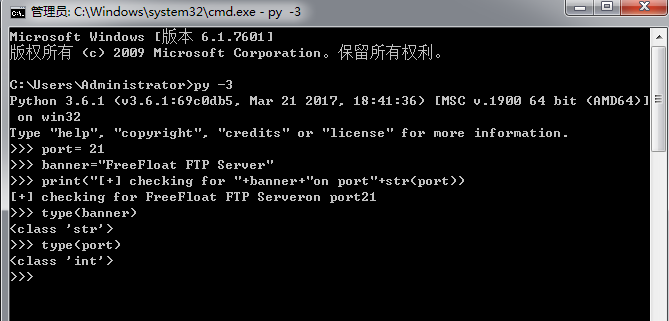 管理员: C:\Windows\system32\cmd.exe - py  -3
Microsoft Windows [版本 6.1.7601]
版权所有 (c) 2009 Microsoft Corporation。保留所有权利。
C:\Users\Administrator>py -3
Python 3.6.1 (v3.6.1:69c0db5, Mar 21 2017, 18:41:36) [MSC v.1900 64 bit (AMD64)]
 on win32
Type "help", "copyright", "credits" or "license" for more information.
>>> port= 21
>>> banner="FreeFloat FTP Server"
>>> print("[+] checking for "+banner+"on port"+str(port))
[+] checking for FreeFloat FTP Serveron port21
>>> type(banner)
<class 'str'>
>>> type(port)
<class 'int'>
>>>